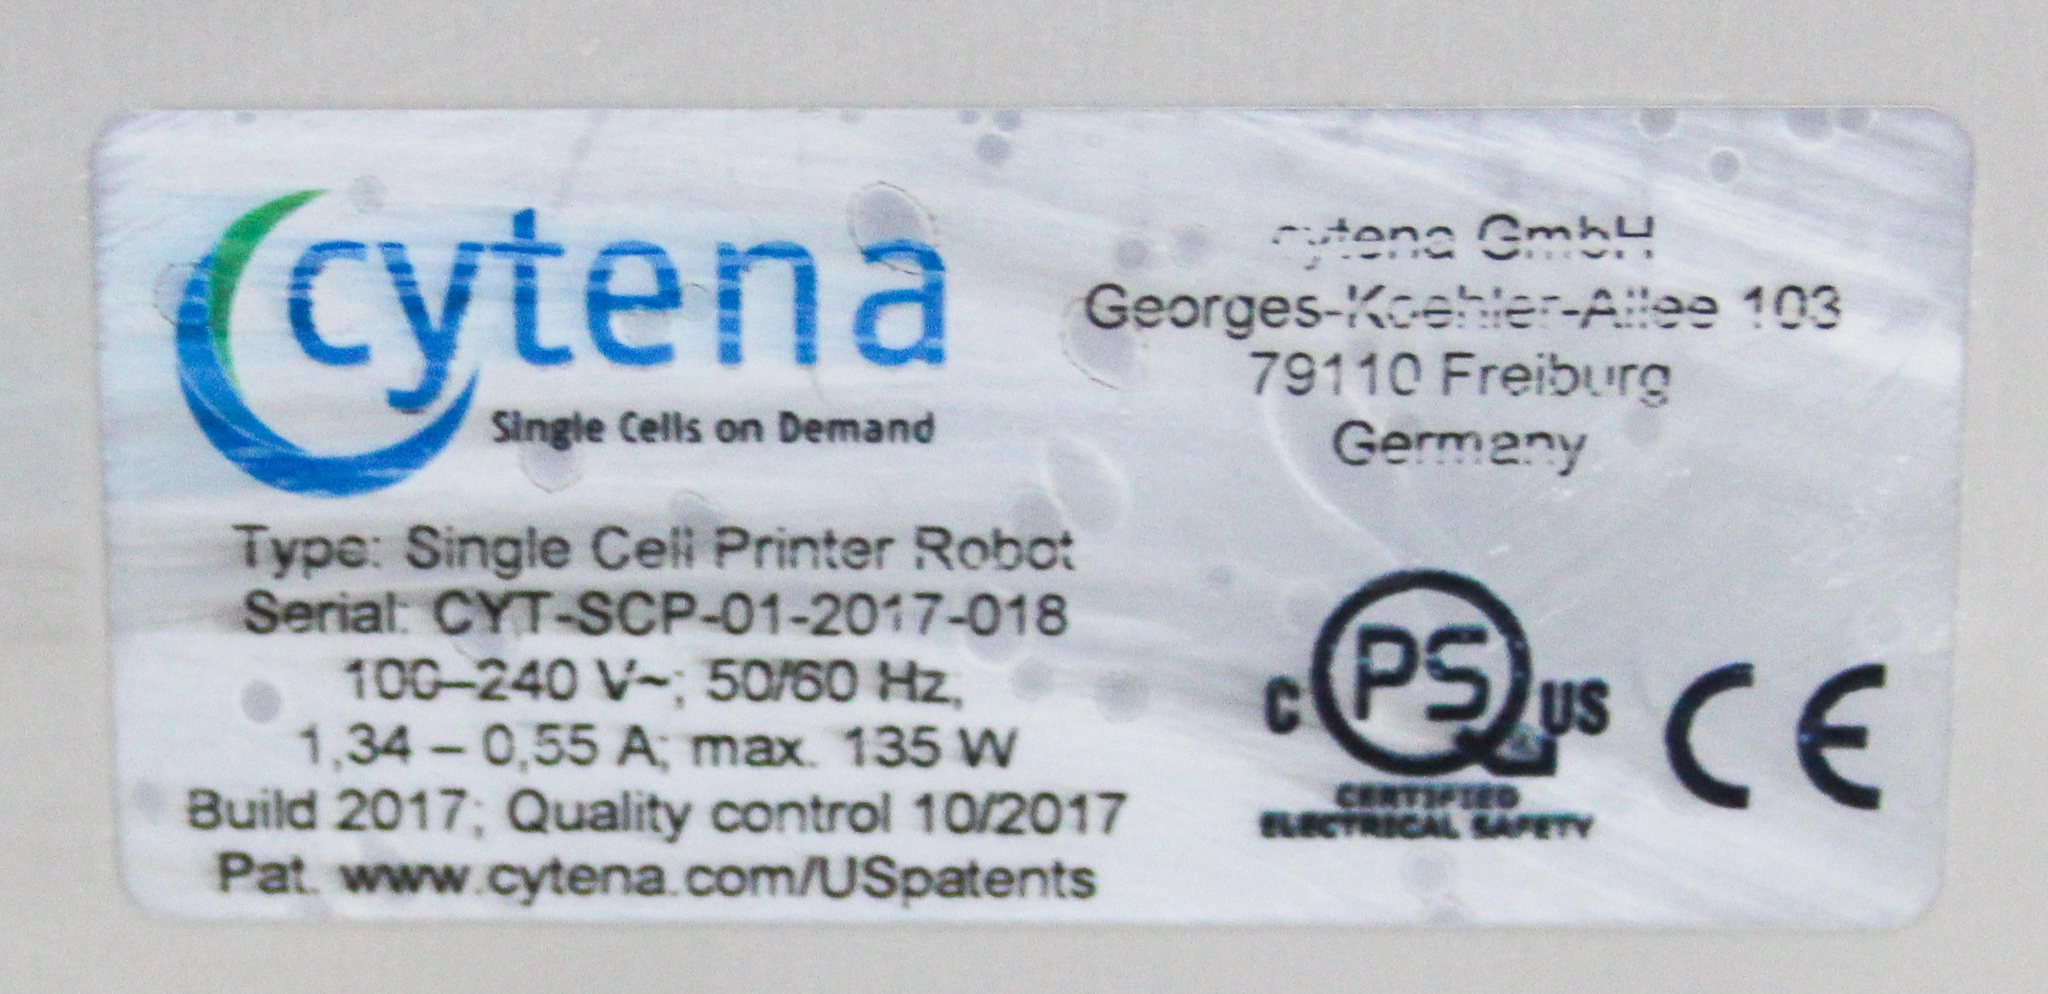 cytena
Single Cells on Demand
cytena GmbH
Georges-Koehler-Allee 103
79110 Freiburg
Germany
Type: Single Cell Printer Robot
Serial: CYT-SCP-01-2017-018
100–240 V~; 50/60 Hz,
1,34 – 0,55 A; max. 135 W
Build 2017; Quality control 10/2017
Pat. www.cytena.com/USpatents
C PS US
CERTIFIED
ELECTRICAL SAFETY
CE